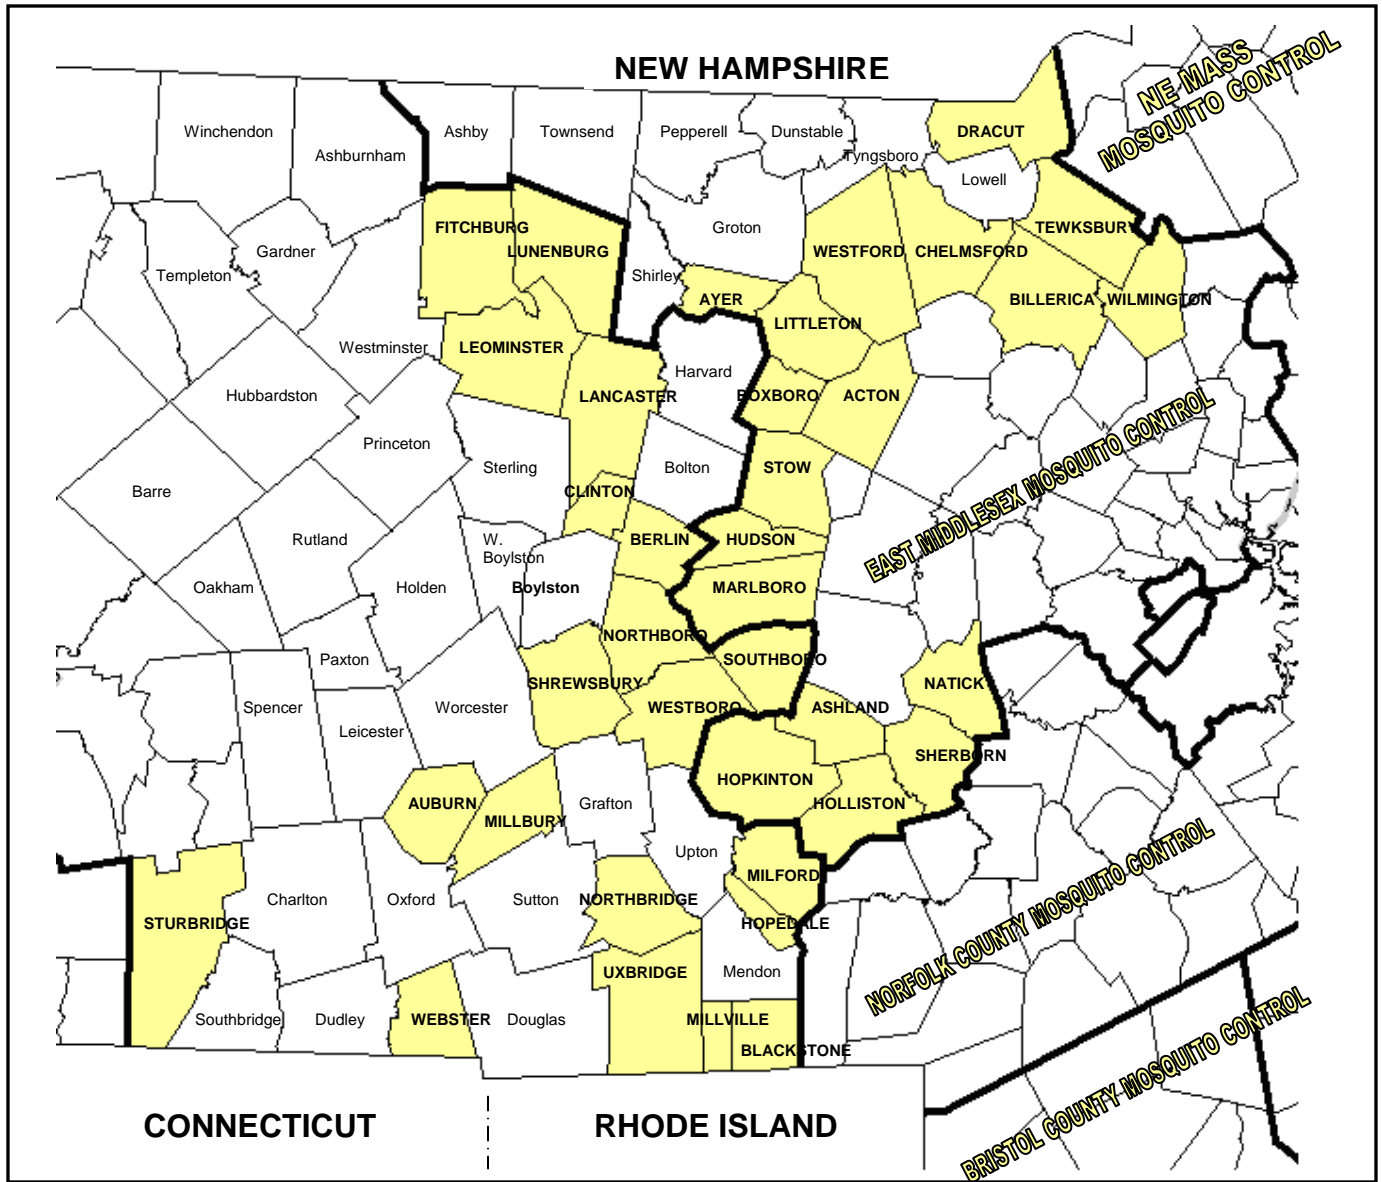 NEW HAMPSHIRE
NE MASS
MOSQUITO CONTROL
Winchendon
Ashburnham
Ashby
Townsend
Pepperell
Dunstable
Tyngsboro
DRACUT
Lowell
FITCHBURG
LUNENBURG
Groton
WESTFORD
CHELMSFORD
TEWKSBURY
Gardner
Templeton
Shirley
AYER
BILLERICA
WILMINGTON
LITTLETON
Westminster
LEOMINSTER
Harvard
Hubbardston
LANCASTER
BOXBORO
ACTON
Princeton
Sterling
Bolton
STOW
EAST MIDDLESEX MOSQUITO CONTROL
Barre
CLINTON
Rutland
W.
Boylston
BERLIN
HUDSON
Oakham
Holden
Boylston
MARLBORO
NORTHBORO
Paxton
SOUTHBORO
SHREWSBURY
NATICK
Spencer
Worcester
WESTBORO
ASHLAND
Leicester
SHERBORN
HOPKINTON
AUBURN
Grafton
HOLLISTON
MILLBURY
Upton
MILFORD
Charlton
Oxford
Sutton
NORTHBRIDGE
STURBRIDGE
HOPEDALE
NORFOLK COUNTY MOSQUITO CONTROL
UXBRIDGE
Mendon
Southbridge
Dudley
WEBSTER
Douglas
MILLVILLE
BLACKSTONE
BRISTOL COUNTY MOSQUITO CONTROL
CONNECTICUT
RHODE ISLAND